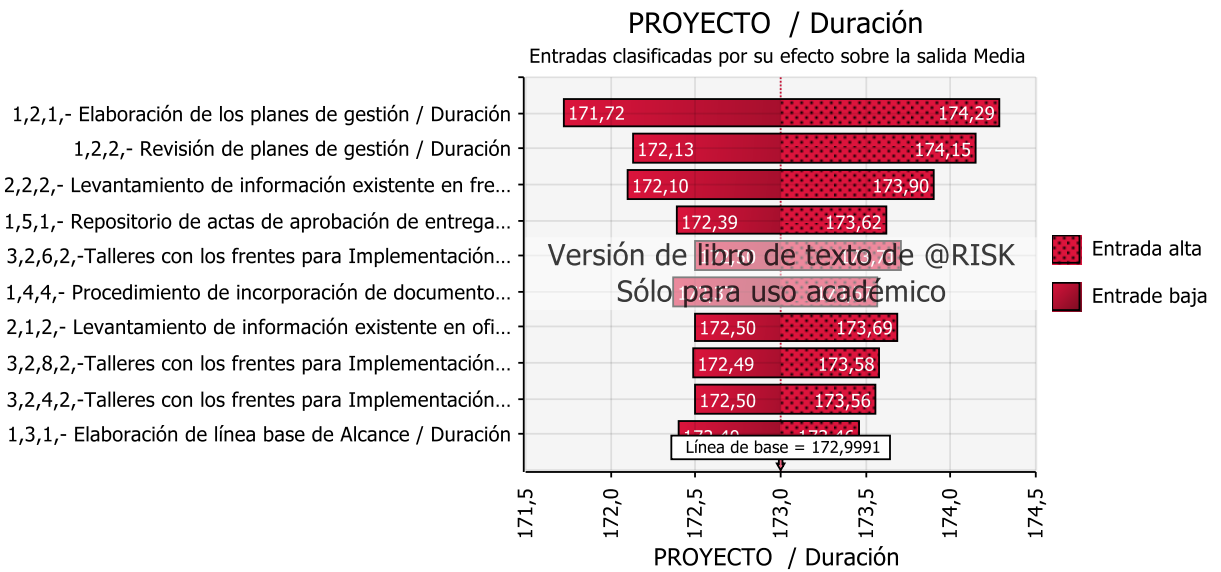 PROYECTO / Duración
Entradas clasificadas por su efecto sobre la salida Media
1,2,1,- Elaboración de los planes de gestión / Duración
171,72
174,29
1,2,2,- Revisión de planes de gestión / Duración
172,13
174,15
2,2,2,- Levantamiento de información existente en fre...
172,10
173,90
1,5,1,- Repositorio de actas de aprobación de entrega...
172,39
173,62
3,2,6,2,-Talleres con los frentes para Implementación...
Versión de libro de texto de @RISK
1,4,4,- Procedimiento de incorporación de documento...
Sólo para uso académico
2,1,2,- Levantamiento de información existente en ofi...
172,50
173,69
3,2,8,2,-Talleres con los frentes para Implementación...
172,49
173,58
3,2,4,2,-Talleres con los frentes para Implementación...
172,50
173,56
1,3,1,- Elaboración de línea base de Alcance / Duración
Línea de base = 172,9991
171,5
172,0
172,5
173,0
173,5
174,0
174,5
PROYECTO / Duración
Entrada alta
Entrade baja